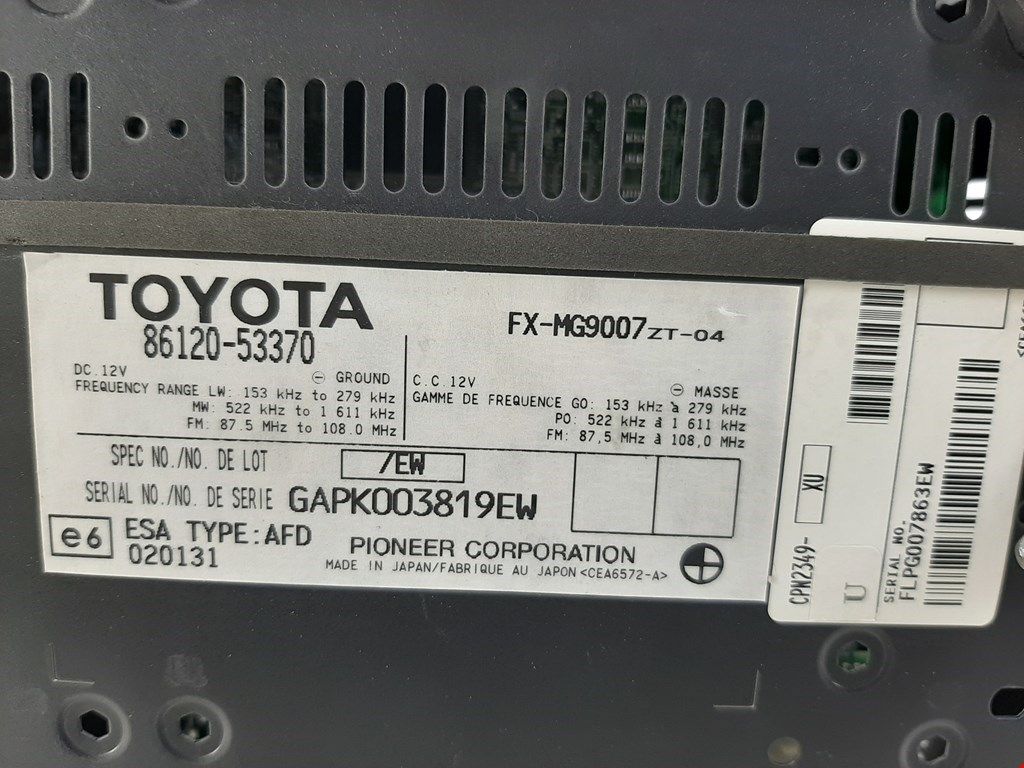 TOYOTA
86120-53370
FX-MG9007ZT-04
DC.12V ⊖ GROUND
FREQUENCY RANGE LW: 153 kHz to 279 kHz
MW: 522 kHz to 1 611 kHz
FM: 87.5 MHz to 108.0 MHz
C.C.12V ⊖ MASSE
GAMME DE FREQUENCE GO: 153 kHz à 279 kHz
PO: 522 kHz à 1 611 kHz
FM: 87,5 MHz à 108,0 MHz
SPEC NO./NO. DE LOT /EW
SERIAL NO./NO. DE SERIE GAPK003819EW
e6 ESA TYPE:AFD
020131
PIONEER CORPORATION
MADE IN JAPAN/FABRIQUE AU JAPON <CEA6572-A>
CPN2349- XU
U
SERIAL NO.
FLPG007863EW